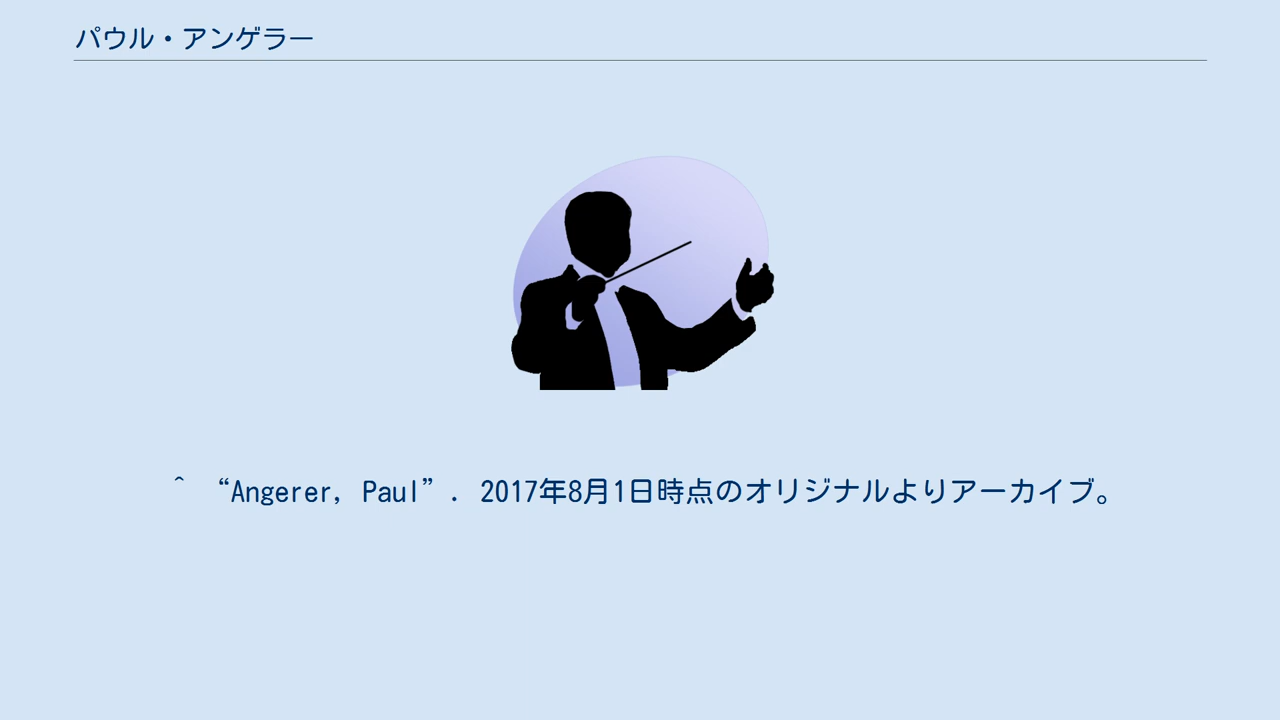 パウル・アンゲラー
^ “Angerer, Paul”. 2017年8月1日時点のオリジナルよりアーカイブ。